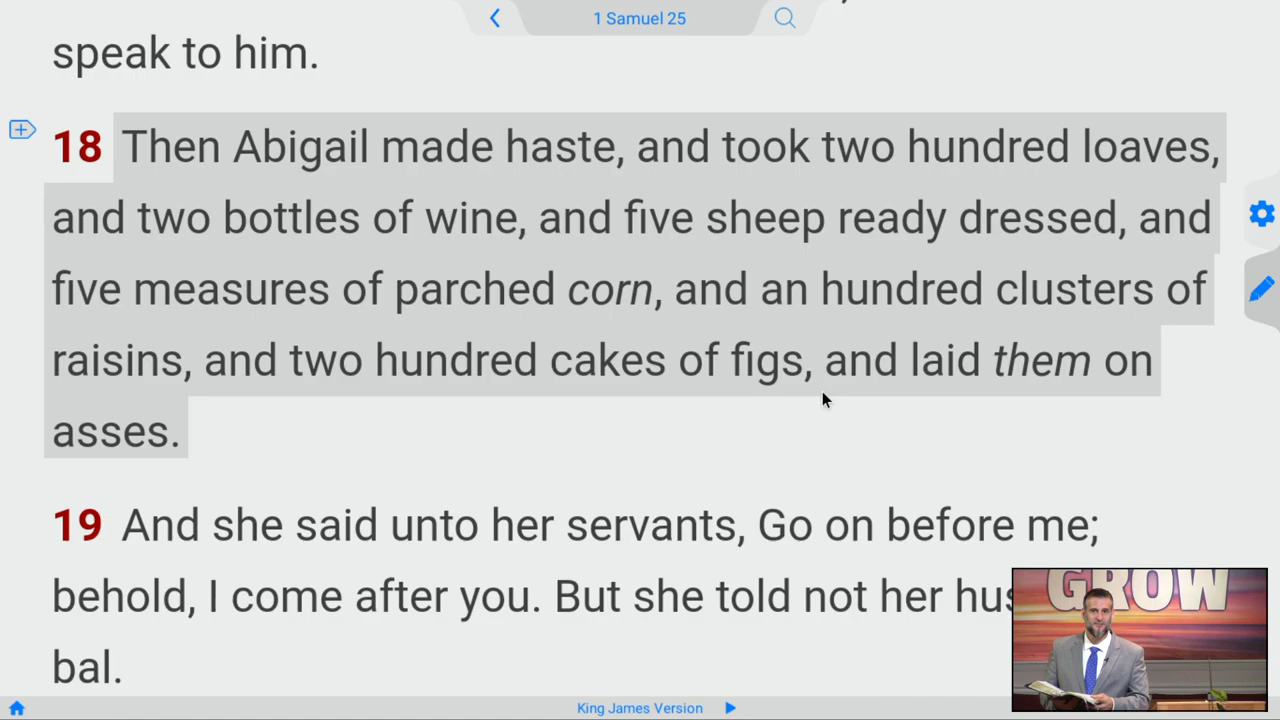 1 Samuel 25
speak to him.
18 Then Abigail made haste, and took two hundred loaves,
and two bottles of wine, and five sheep ready dressed, and
five measures of parched corn, and an hundred clusters of
raisins, and two hundred cakes of figs, and laid them on
asses.
19 And she said unto her servants, Go on before me;
behold, I come after you. But she told not her hus
bal.
GROW
King James Version